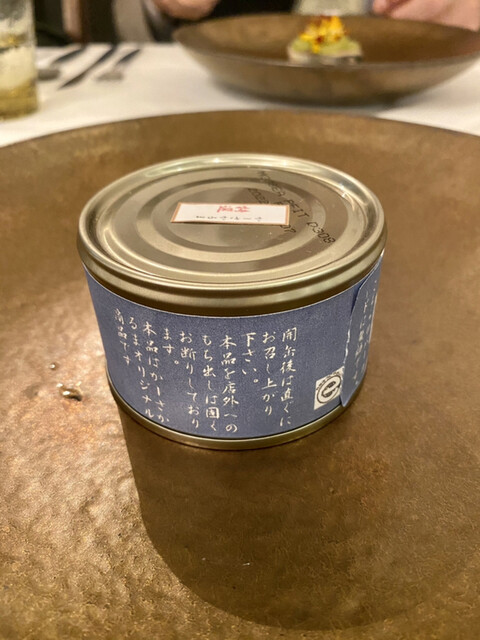 D308
開缶後は直ぐに
お召し上がり
下さい。
本品を店外への
もち出しは固く
お断りしており
ます。
本品はかーさか
るまオリジナル
商品です